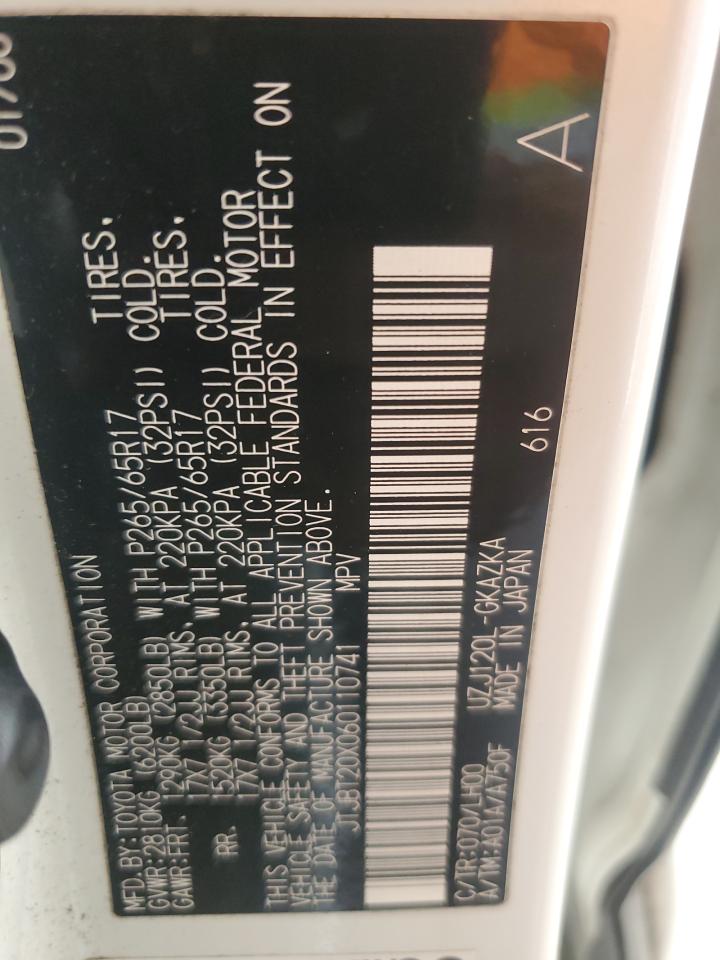 MFD. BY: TOYOTA MOTOR CORPORATION
GVWR: 2810KG (6200LB)
GAWR: FRT. 1290KG (2850LB) WITH P265/65R17 TIRES.
17X7 1/2JJ RIMS. AT 220KPA (32PSI) COLD.
RR. 1520KG (3350LB) WITH P265/65R17 TIRES.
17X7 1/2JJ RIMS. AT 220KPA (32PSI) COLD.
THIS VEHICLE CONFORMS TO ALL APPLICABLE FEDERAL MOTOR
VEHICLE SAFETY AND THEFT PREVENTION STANDARDS IN EFFECT ON
THE DATE OF MANUFACTURE SHOWN ABOVE.
JTJBT20X060110741 MPV
C/TR:070/LH00 UZJ120L-GKAZKA
A/TM:A01A/A750F MADE IN JAPAN
616
A